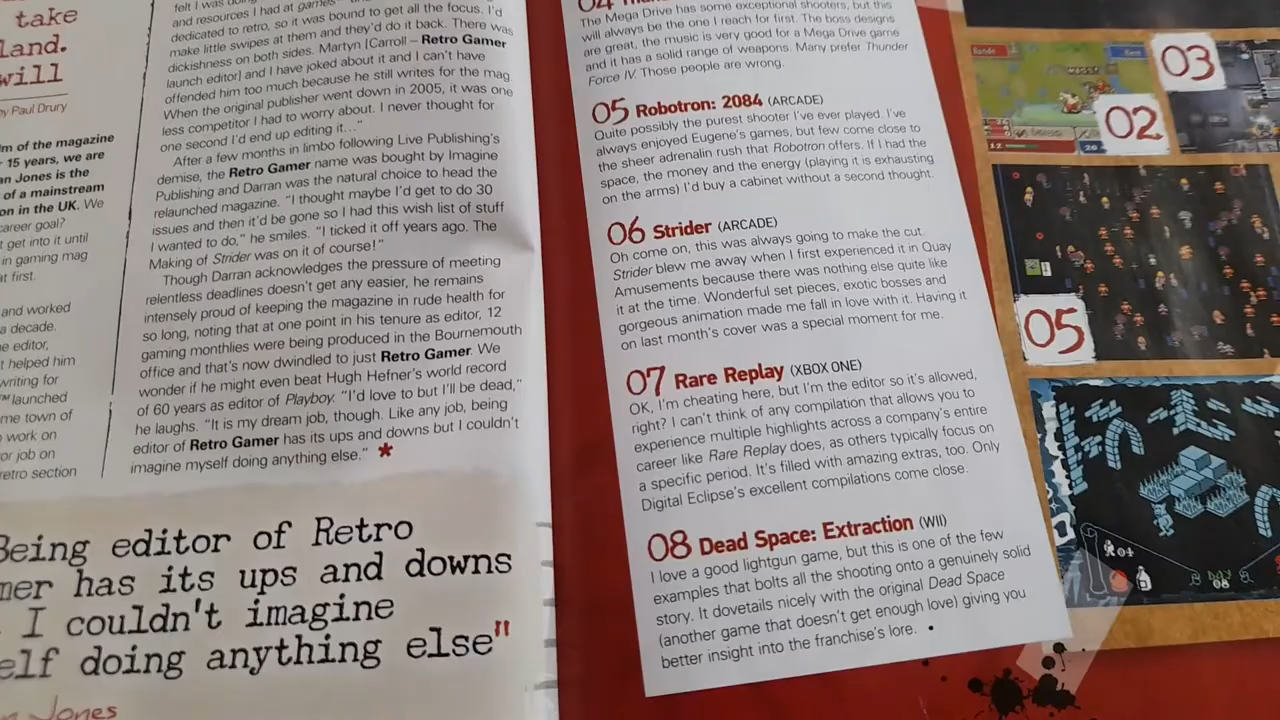 take
land.
will
by Paul Drury
lm of the magazine
15 years, we are
an Jones is the
of a mainstream
on in the UK. We
career goal?
t get into it until
in gaming mag
at first.
and worked
a decade.
e editor,
t helped him
writing for
™ launched
me town of
work on
or job on
retro section
felt I was doing
and resources I had at games
dedicated to retro, so it was bound to get all the focus. I'd
make little swipes at them and they'd do it back. There was
dickishness on both sides. Martyn [Carroll – Retro Gamer
launch editor] and I have joked about it and I can't have
offended him too much because he still writes for the mag.
When the original publisher went down in 2005, it was one
less competitor I had to worry about. I never thought for
one second I'd end up editing it…"
After a few months in limbo following Live Publishing's
demise, the Retro Gamer name was bought by Imagine
Publishing and Darran was the natural choice to head the
relaunched magazine. "I thought maybe I'd get to do 30
issues and then it'd be gone so I had this wish list of stuff
I wanted to do," he smiles. "I ticked it off years ago. The
Making of Strider was on it of course!"
Though Darran acknowledges the pressure of meeting
relentless deadlines doesn't get any easier, he remains
intensely proud of keeping the magazine in rude health for
so long, noting that at one point in his tenure as editor, 12
gaming monthlies were being produced in the Bournemouth
office and that's now dwindled to just Retro Gamer. We
wonder if he might even beat Hugh Hefner's world record
of 60 years as editor of Playboy. "I'd love to but I'll be dead,"
he laughs. "It is my dream job, though. Like any job, being
editor of Retro Gamer has its ups and downs but I couldn't
imagine myself doing anything else." *
Being editor of Retro
mer has its ups and downs
I couldn't imagine
elf doing anything else"
Jones
04
The Mega Drive has some exceptional shooters, but this
will always be the one I reach for first. The boss designs
are great, the music is very good for a Mega Drive game
and it has a solid range of weapons. Many prefer Thunder
Force IV. Those people are wrong.
05 Robotron: 2084 (ARCADE)
Quite possibly the purest shooter I've ever played. I've
always enjoyed Eugene's games, but few come close to
the sheer adrenalin rush that Robotron offers. If I had the
space, the money and the energy (playing it is exhausting
on the arms) I'd buy a cabinet without a second thought.
06 Strider (ARCADE)
Oh come on, this was always going to make the cut.
Strider blew me away when I first experienced it in Quay
Amusements because there was nothing else quite like
it at the time. Wonderful set pieces, exotic bosses and
gorgeous animation made me fall in love with it. Having it
on last month's cover was a special moment for me.
07 Rare Replay (XBOX ONE)
OK, I'm cheating here, but I'm the editor so it's allowed,
right? I can't think of any compilation that allows you to
experience multiple highlights across a company's entire
career like Rare Replay does, as others typically focus on
a specific period. It's filled with amazing extras, too. Only
Digital Eclipse's excellent compilations come close.
08 Dead Space: Extraction (WII)
I love a good lightgun game, but this is one of the few
examples that bolts all the shooting onto a genuinely solid
story. It dovetails nicely with the original Dead Space
(another game that doesn't get enough love) giving you
better insight into the franchise's lore. •
03
02
12
20
05
04
DAY
08